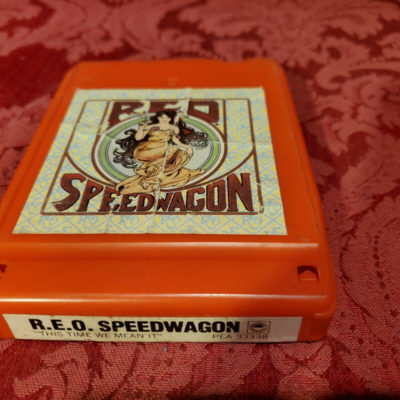 REO
SPEEDWAGON
R.E.O. SPEEDWAGON
"THIS TIME WE MEAN IT" PEA 33338